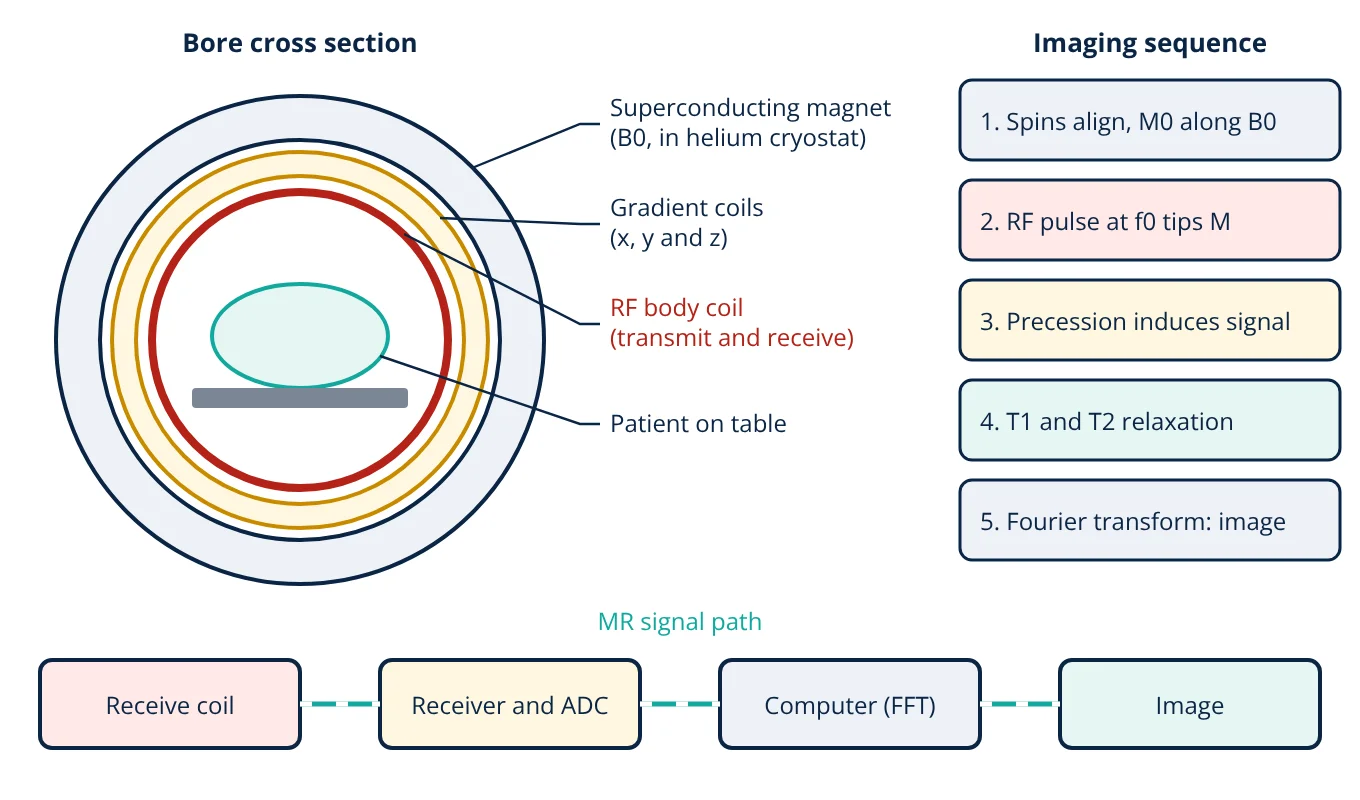 Bore cross section
Imaging sequence
Superconducting magnet
(B0, in helium cryostat)
Gradient coils
(x, y and z)
RF body coil
(transmit and receive)
Patient on table
1. Spins align, M0 along B0
2. RF pulse at f0 tips M
3. Precession induces signal
4. T1 and T2 relaxation
5. Fourier transform: image
MR signal path
Receive coil
Receiver and ADC
Computer (FFT)
Image